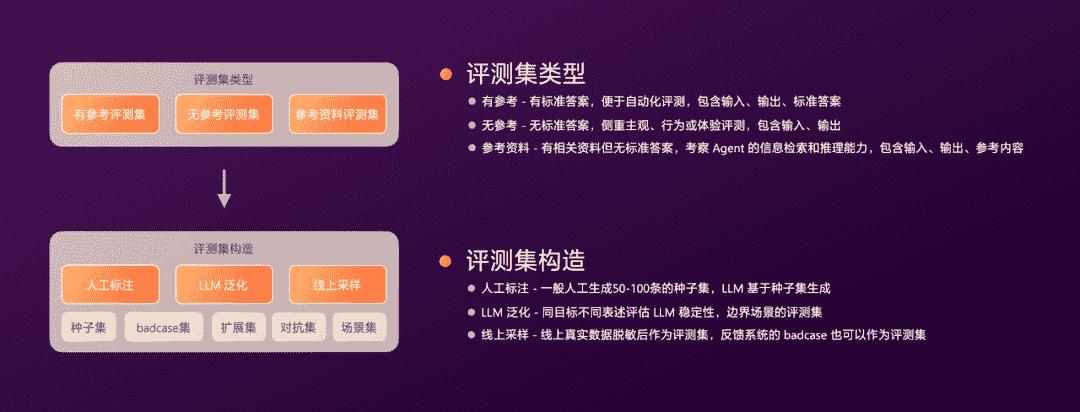 评测集类型
有参考评测集
无参考评测集
参考资料评测集
评测集类型
有参考 - 有标准答案，便于自动化评测，包含输入、输出、标准答案
无参考 - 无标准答案，侧重主观、行为或体验评测，包含输入、输出
参考资料 - 有相关资料但无标准答案，考察 Agent 的信息检索和推理能力，包含输入、输出、参考内容
评测集构造
人工标注
LLM 泛化
线上采样
种子集
badcase集
扩展集
对抗集
场景集
评测集构造
人工标注 - 一般人工生成50-100条的种子集，LLM 基于种子集生成
LLM 泛化 - 同目标不同表述评估 LLM 稳定性，边界场景的评测集
线上采样 - 线上真实数据脱敏后作为评测集，反馈系统的 badcase 也可以作为评测集